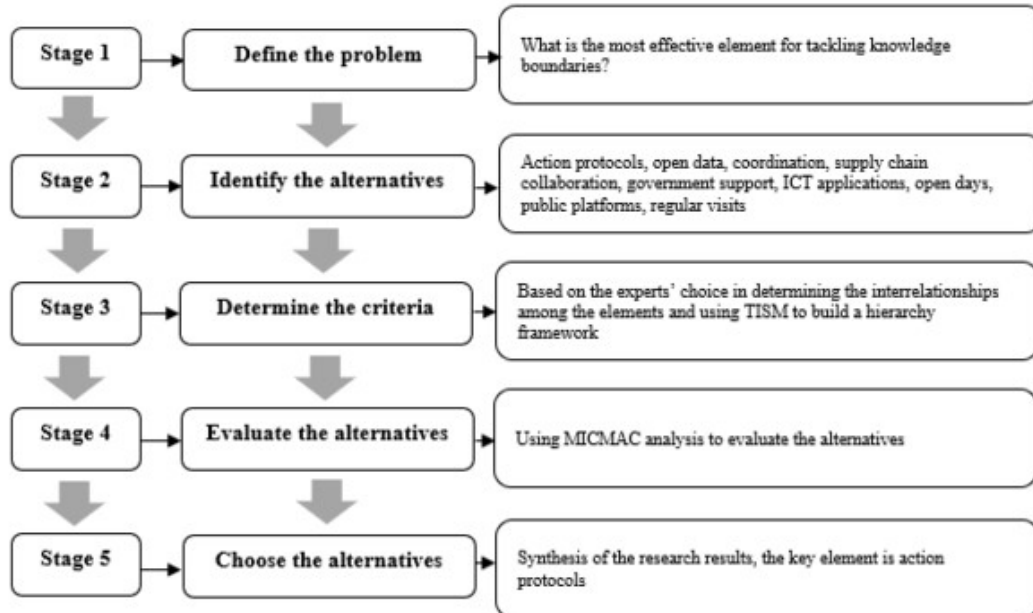 Stage 1
Define the problem
What is the most effective element for tackling knowledge
boundaries?
Stage 2
Identify the alternatives
Action protocols, open data, coordination, supply chain
collaboration, government support, ICT applications, open days,
public platforms, regular visits
Stage 3
Determine the criteria
Based on the experts’ choice in determining the interrelationships
among the elements and using TISM to build a hierarchy
framework
Stage 4
Evaluate the alternatives
Using MICMAC analysis to evaluate the alternatives
Stage 5
Choose the alternatives
Synthesis of the research results, the key element is action
protocols